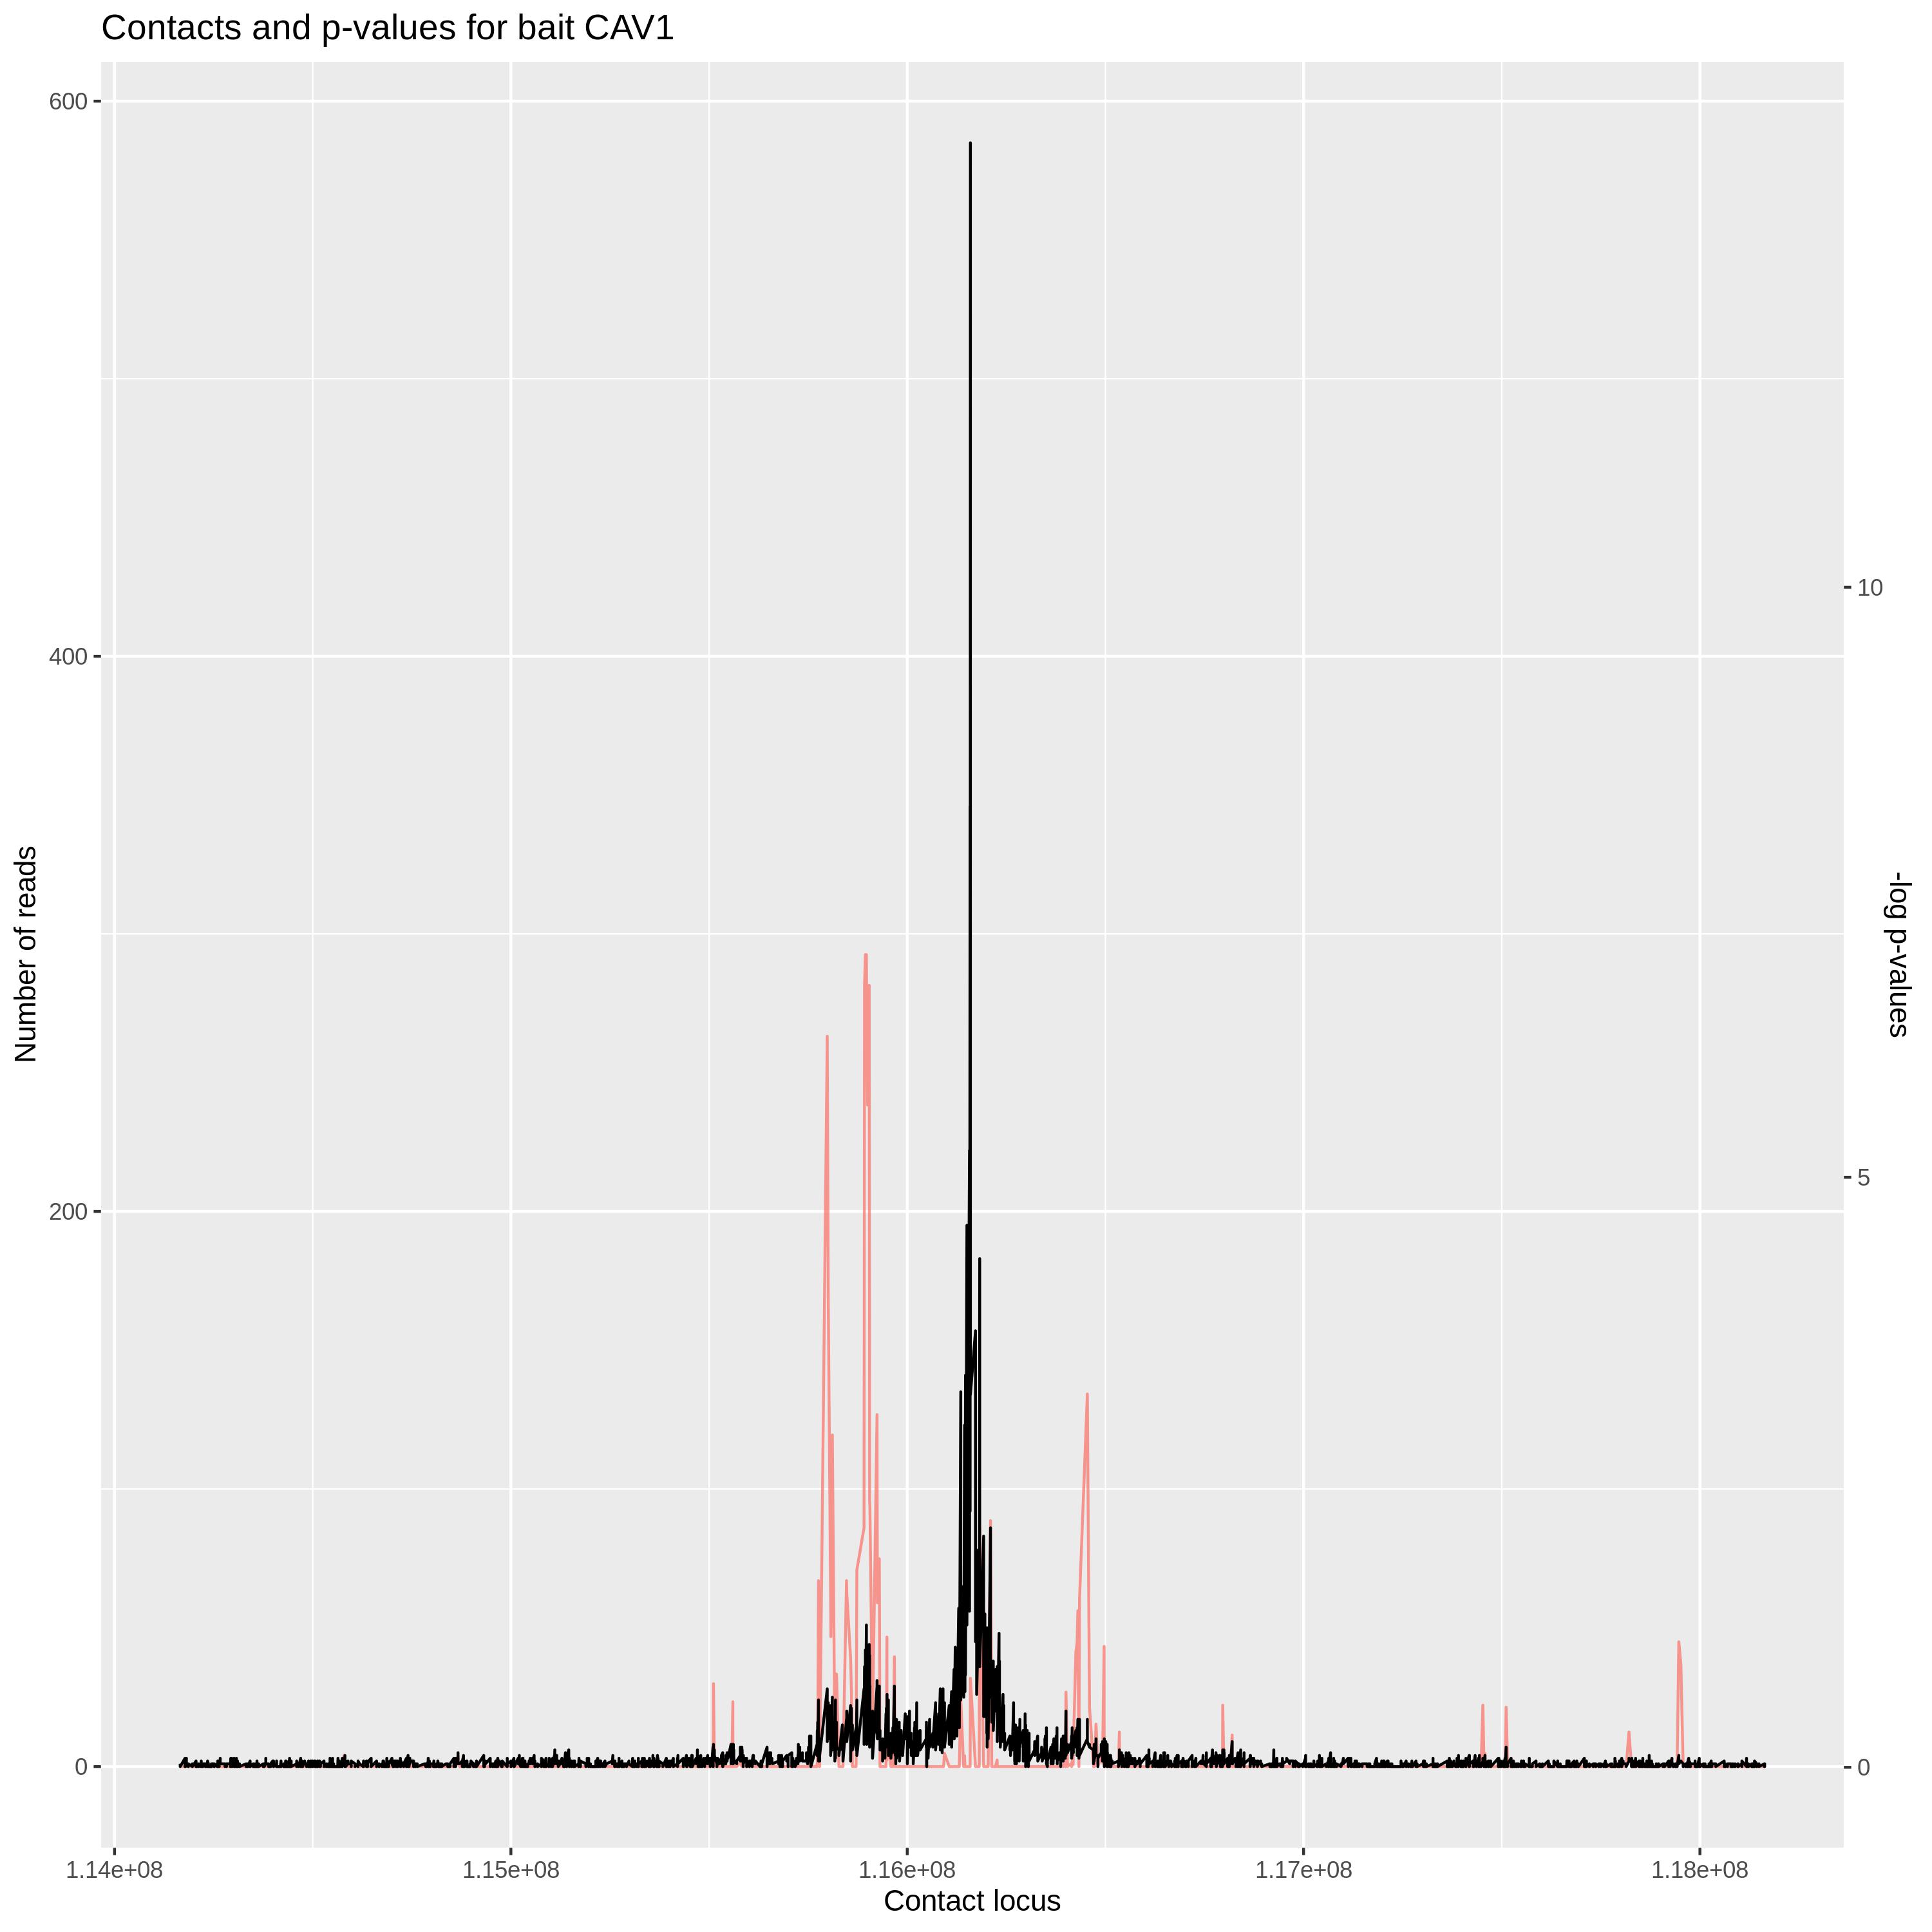 Contacts and p-values for bait CAV1
600
400
200
0
Number of reads
10
5
0
-log p-values
1.14e+08
1.15e+08
1.16e+08
1.17e+08
1.18e+08
Contact locus